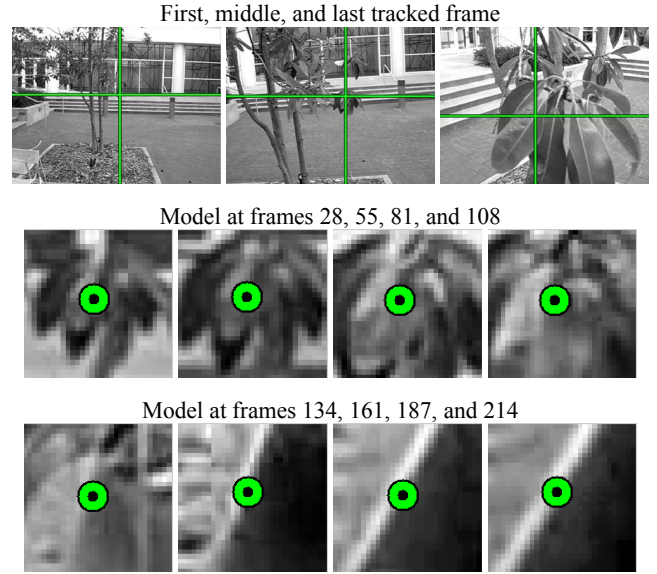 First, middle, and last tracked frame
Model at frames 28, 55, 81, and 108
Model at frames 134, 161, 187, and 214